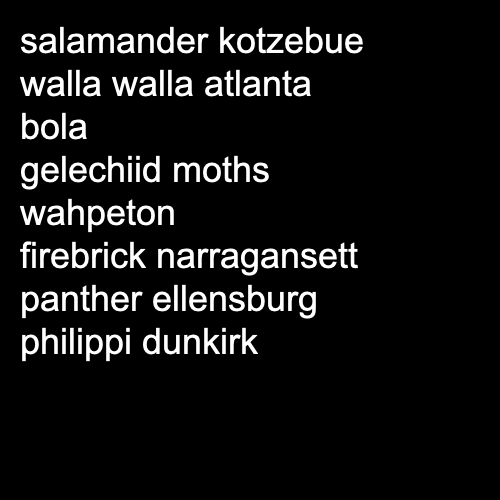 salamander kotzebue
walla walla atlanta
bola
gelechiid moths
wahpeton
firebrick narragansett
panther ellensburg
philippi dunkirk